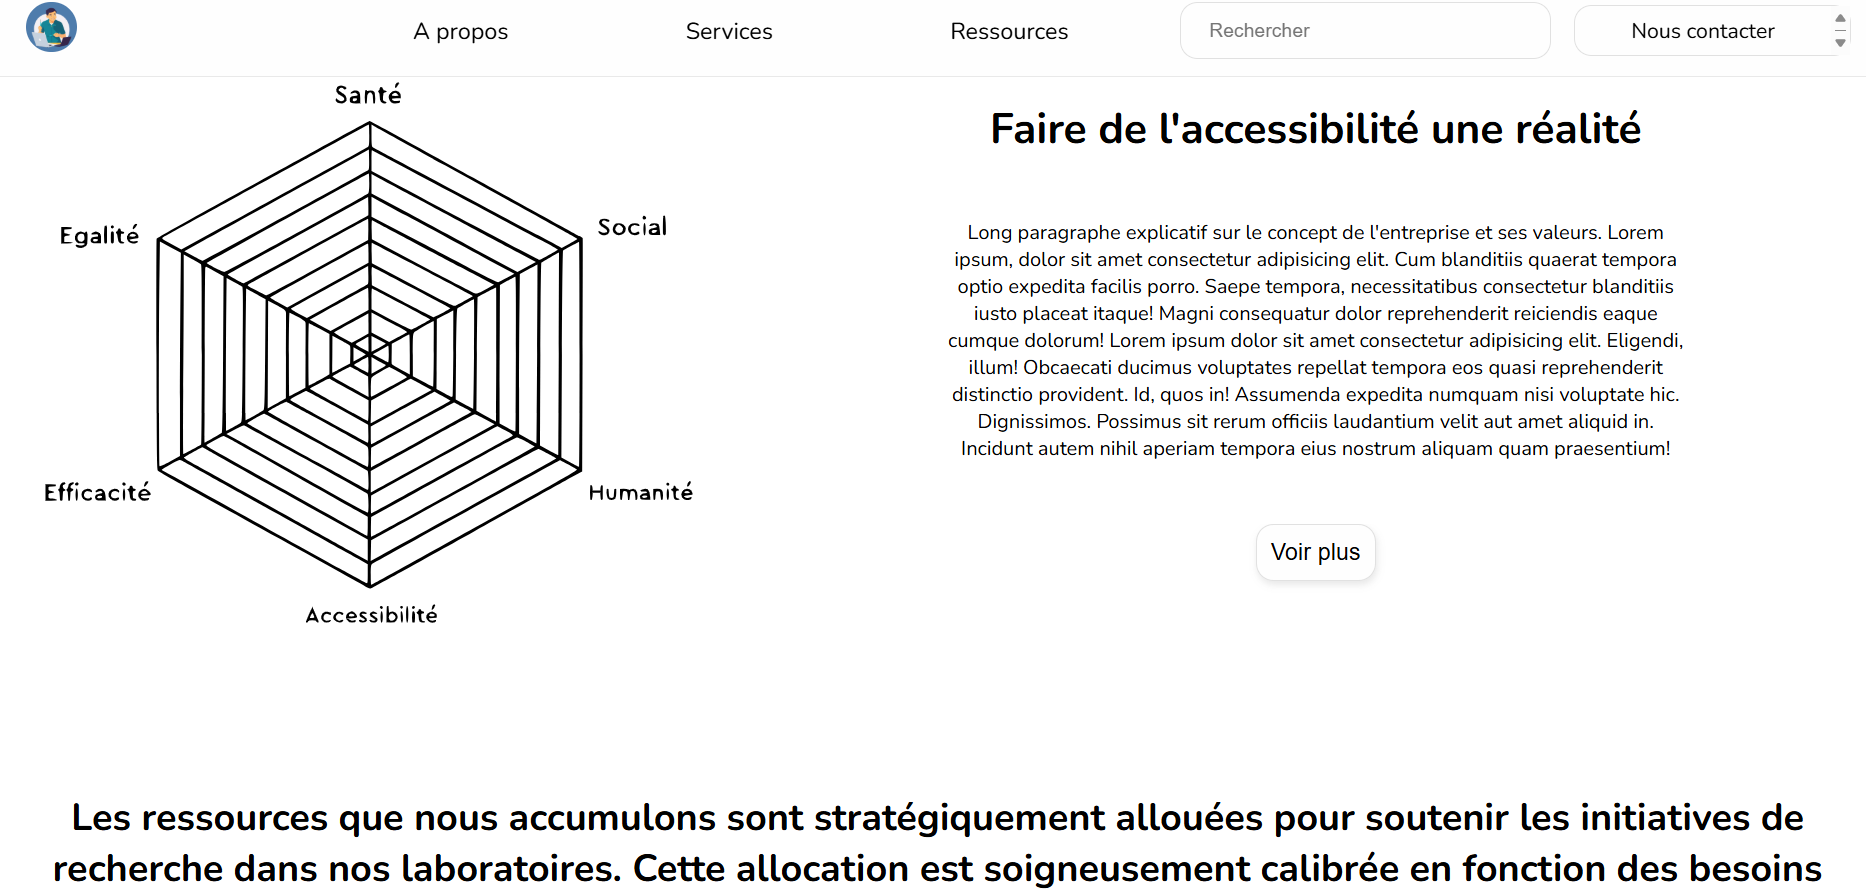 A propos
Services
Ressources
Rechercher
Nous contacter
Santé
Egalité
Social
Efficacité
Humanité
Accessibilité
Faire de l'accessibilité une réalité
Long paragraphe explicatif sur le concept de l'entreprise et ses valeurs. Lorem
ipsum, dolor sit amet consectetur adipisicing elit. Cum blanditiis quaerat tempora
optio expedita facilis porro. Saepe tempora, necessitatibus consectetur blanditiis
iusto placeat itaque! Magni consequatur dolor reprehenderit reiciendis eaque
cumque dolorum! Lorem ipsum dolor sit amet consectetur adipisicing elit. Eligendi,
illum! Obcaecati ducimus voluptates repellat tempora eos quasi reprehenderit
distinctio provident. Id, quos in! Assumenda expedita numquam nisi voluptate hic.
Dignissimos. Possimus sit rerum officiis laudantium velit aut amet aliquid in.
Incidunt autem nihil aperiam tempora eius nostrum aliquam quam praesentium!
Voir plus
Les ressources que nous accumulons sont stratégiquement allouées pour soutenir les initiatives de
recherche dans nos laboratoires. Cette allocation est soigneusement calibrée en fonction des besoins